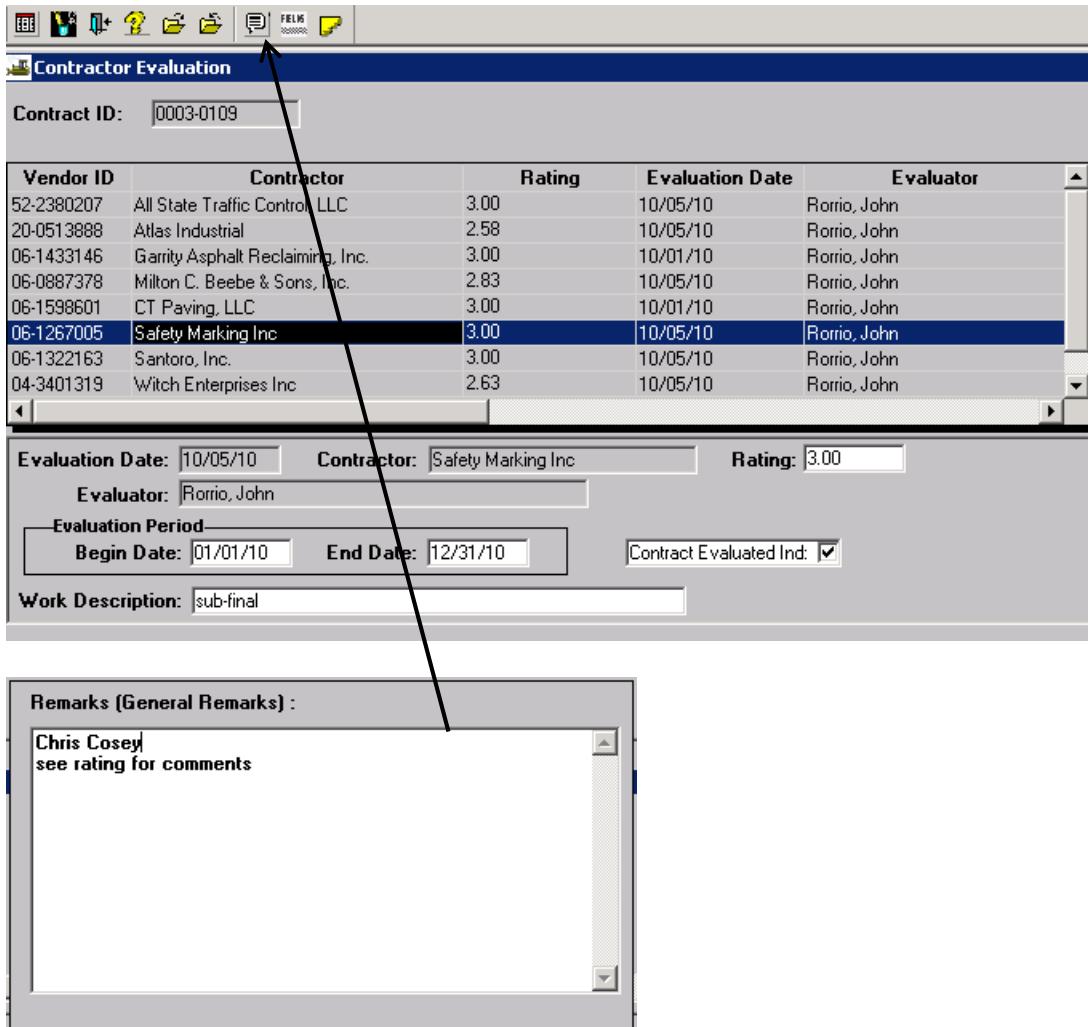 FELIX
Contractor Evaluation
Contract ID: 0003-0109
Vendor ID Contractor Rating Evaluation Date Evaluator
52-2380207 All State Traffic Control, LLC 3.00 10/05/10 Rorrio, John
20-0513888 Atlas Industrial 2.58 10/05/10 Rorrio, John
06-1433146 Garrity Asphalt Reclaiming, Inc. 3.00 10/01/10 Rorrio, John
06-0887378 Milton C. Beebe & Sons, Inc. 2.83 10/05/10 Rorrio, John
06-1598601 CT Paving, LLC 3.00 10/01/10 Rorrio, John
06-1267005 Safety Marking Inc 3.00 10/05/10 Rorrio, John
06-1322163 Santoro, Inc. 3.00 10/05/10 Rorrio, John
04-3401319 Witch Enterprises Inc 2.63 10/05/10 Rorrio, John
Evaluation Date: 10/05/10 Contractor: Safety Marking Inc Rating: 3.00
Evaluator: Rorrio, John
Evaluation Period
Begin Date: 01/01/10 End Date: 12/31/10 Contract Evaluated Ind:
Work Description: sub-final
Remarks (General Remarks) :
Chris Cosey
see rating for comments